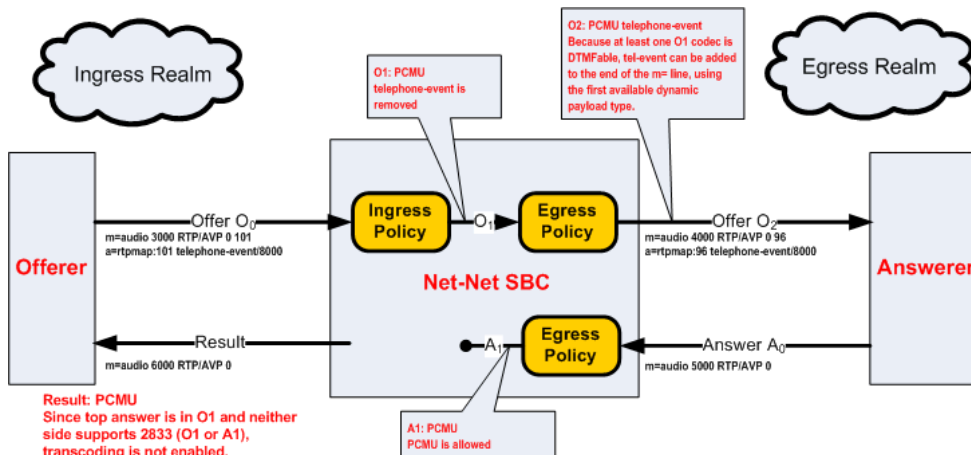 Ingress Realm
O1: PCMU
telephone-event is
removed
O2: PCMU telephone-event
Because at least one O1 codec is
DTMFable, tel-event can be added
to the end of the m= line, using
the first available dynamic
payload type.
Egress Realm
Offerer
Offer O0
m=audio 3000 RTP/AVP 0 101
a=rtpmap:101 telephone-event/8000
Ingress
Policy
O1
Egress
Policy
Offer O2
m=audio 4000 RTP/AVP 0 96
a=rtpmap:96 telephone-event/8000
Answerer
Net-Net SBC
Result
m=audio 6000 RTP/AVP 0
A1
Egress
Policy
Answer A0
m=audio 5000 RTP/AVP 0
Result: PCMU
Since top answer is in O1 and neither
side supports 2833 (O1 or A1),
transcoding is not enabled.
A1: PCMU
PCMU is allowed